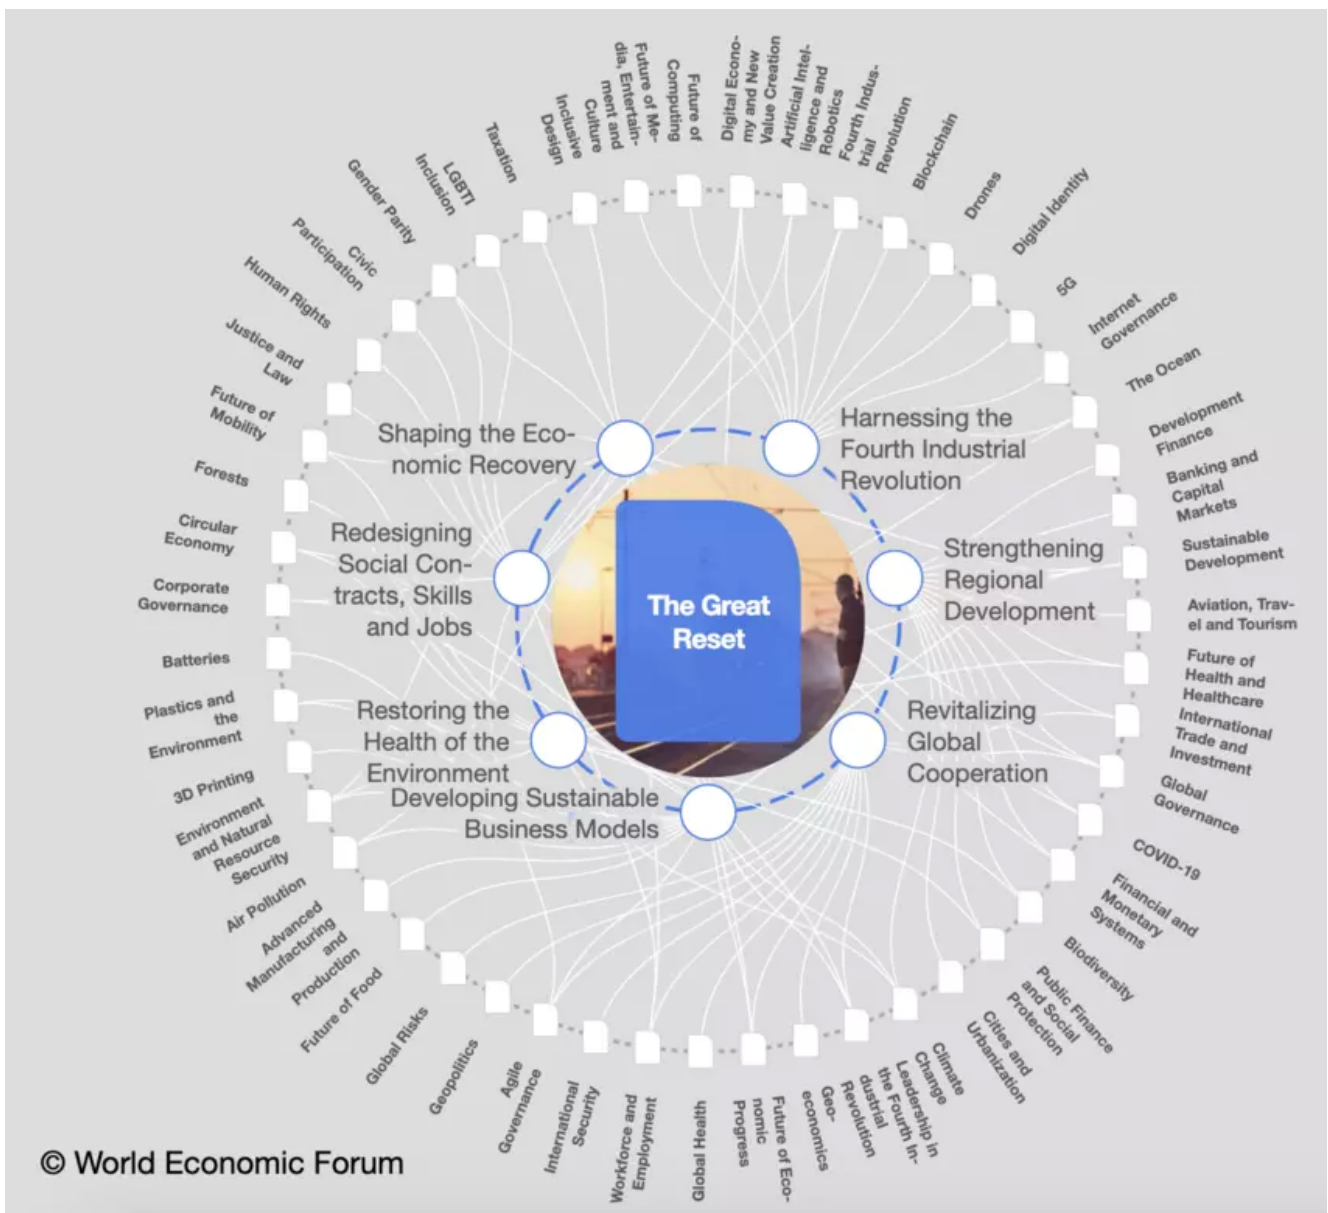 Future of
Computing
Future of Me-
dia, Entertain-
ment and
Culture
Inclusive
Design
Taxation
LGBTI
Inclusion
Gender Parity
Civic
Participation
Human Rights
Justice and
Law
Future of
Mobility
Forests
Circular
Economy
Corporate
Governance
Batteries
Plastics and
the
Environment
3D Printing
Environment
and Natural
Resource
Security
Air Pollution
Advanced
Manufacturing
and
Production
Future of Food
Global Risks
Geopolitics
Agile
Governance
International
Security
Workforce and
Employment
Global Health
Future of Eco-
nomic
Progress
Geo-
economics
Leadership in
the Fourth In-
dustrial
Revolution
Climate
Change
Cities and
Urbanization
Public Finance
and Social
Protection
Biodiversity
Financial and
Monetary
Systems
COVID-19
Global
Governance
International
Trade and
Investment
Future of
Health and
Healthcare
Aviation, Trav-
el and Tourism
Sustainable
Development
Banking and
Capital
Markets
Development
Finance
The Ocean
Internet
Governance
5G
Digital Identity
Drones
Blockchain
Fourth Indus-
trial
Revolution
Artificial Intel-
ligence and
Robotics
Digital Econo-
my and New
Value Creation
Shaping the Eco-
nomic Recovery
Harnessing the
Fourth Industrial
Revolution
Redesigning
Social Con-
tracts, Skills
and Jobs
Strengthening
Regional
Development
The Great
Reset
Restoring the
Health of the
Environment
Revitalizing
Global
Cooperation
Developing Sustainable
Business Models
© World Economic Forum